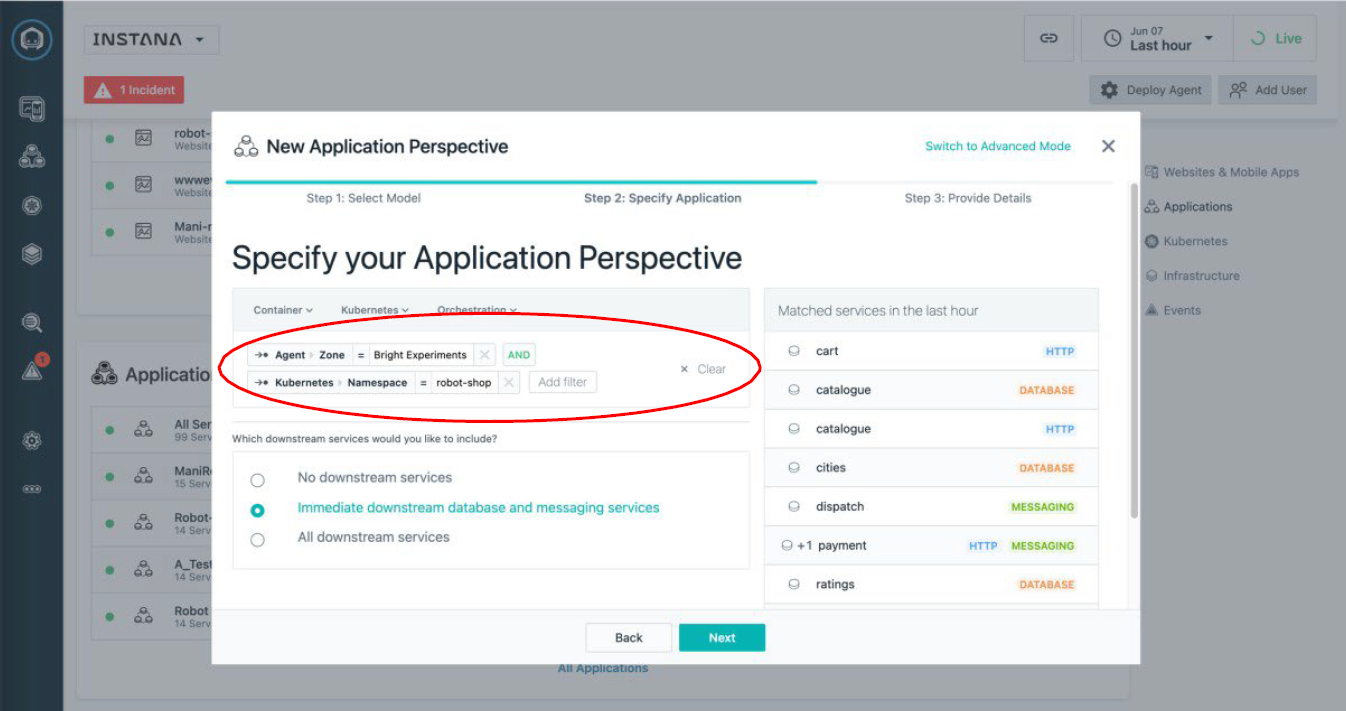 INSTANA
Jun 07
Last hour
Live
1 Incident
Deploy Agent
Add User
robot-
Website
wwwe
Website
Mani-r
Website
New Application Perspective
Switch to Advanced Mode
Step 1: Select Model
Step 2: Specify Application
Step 3: Provide Details
Specify your Application Perspective
Container
Kubernetes
Orchestration
Agent › Zone = Bright Experiments × AND
Kubernetes › Namespace = robot-shop × Add filter
× Clear
Which downstream services would you like to include?
No downstream services
Immediate downstream database and messaging services
All downstream services
Matched services in the last hour
cart HTTP
catalogue DATABASE
catalogue HTTP
cities DATABASE
dispatch MESSAGING
+1 payment HTTP MESSAGING
ratings DATABASE
Back
Next
Websites & Mobile Apps
Applications
Kubernetes
Infrastructure
Events
1
Applicatio
All Ser
99 Serv
ManiRo
15 Serv
Robot-
14 Serv
A_Test
14 Serv
Robot
14 Serv
All Applications